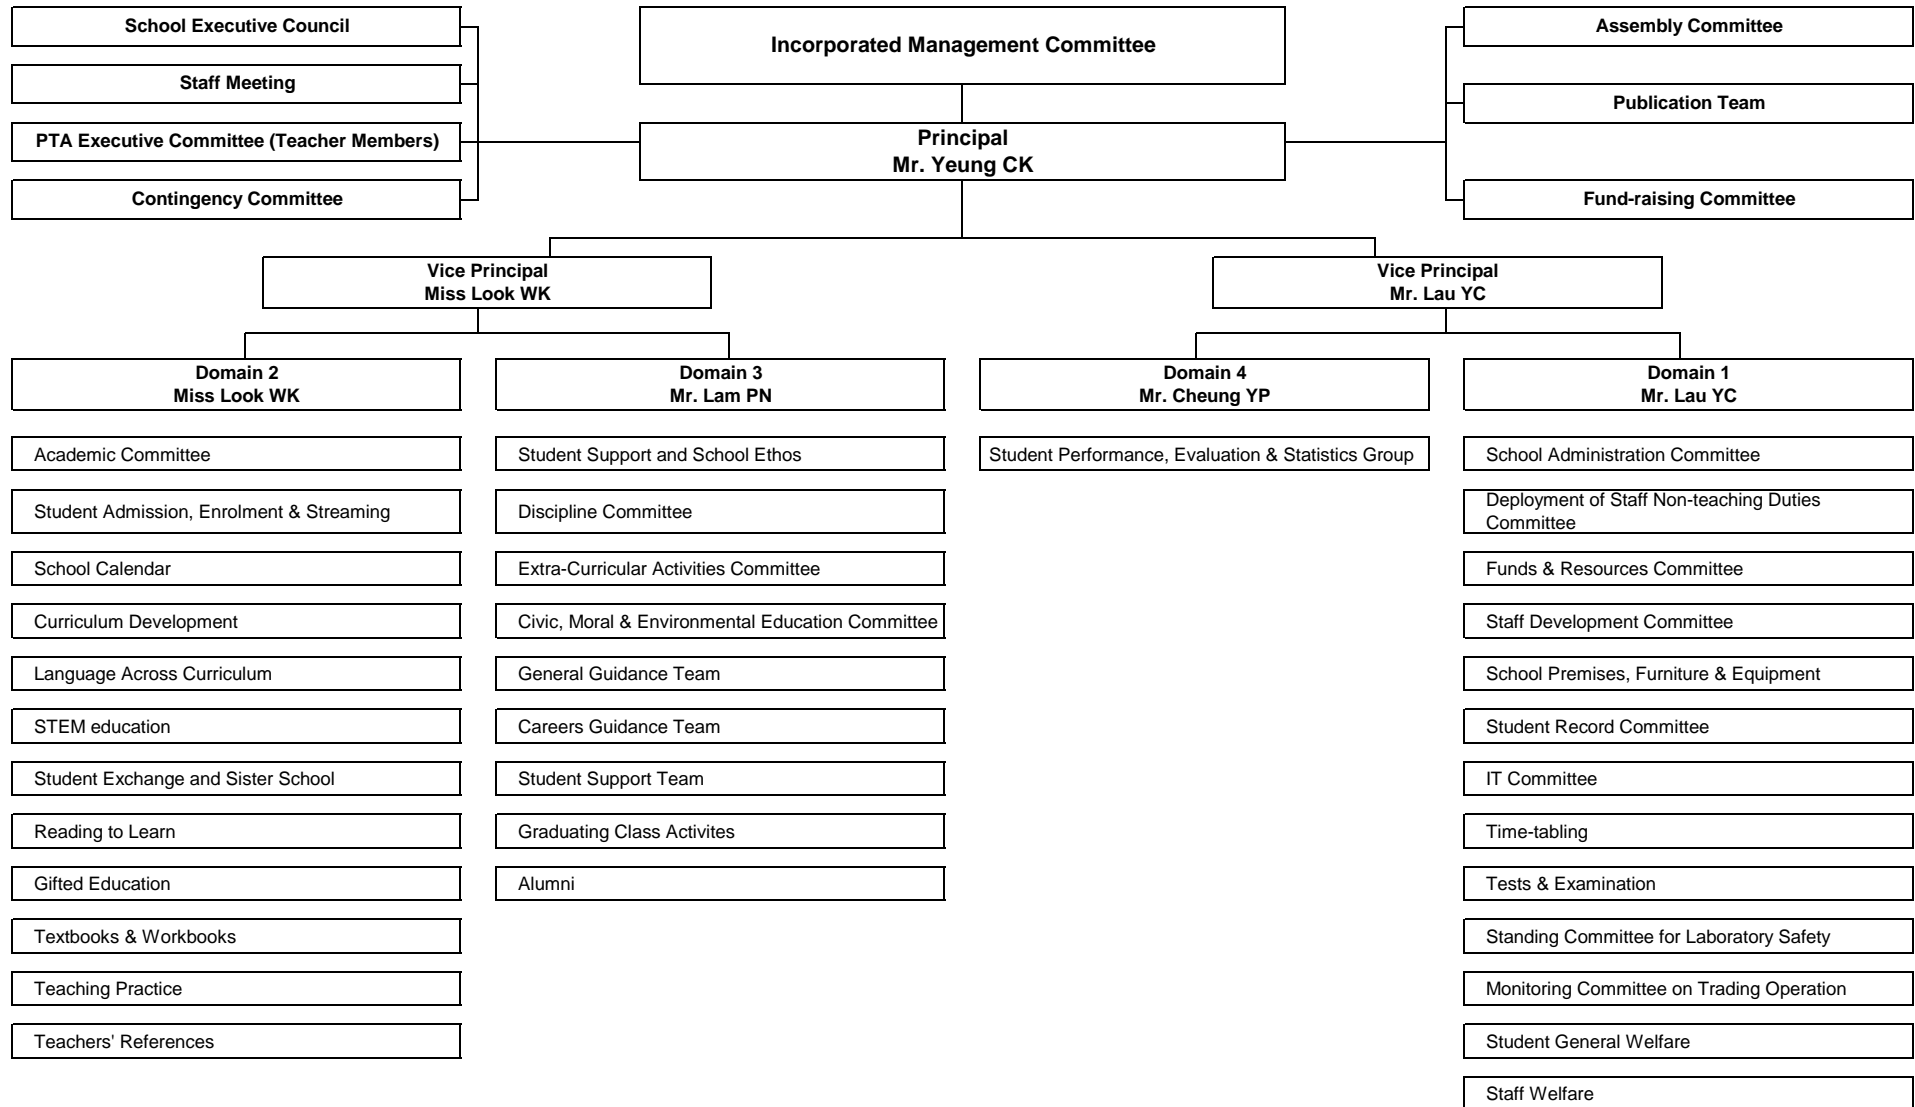 School Executive Council
Incorporated Management Committee
Assembly Committee
Staff Meeting
Publication Team
PTA Executive Committee (Teacher Members)
Principal
Mr. Yeung CK
Contingency Committee
Fund-raising Committee
Vice Principal
Miss Look WK
Vice Principal
Mr. Lau YC
Domain 2
Miss Look WK
Domain 3
Mr. Lam PN
Domain 4
Mr. Cheung YP
Domain 1
Mr. Lau YC
Academic Committee
Student Admission, Enrolment & Streaming
School Calendar
Curriculum Development
Language Across Curriculum
STEM education
Student Exchange and Sister School
Reading to Learn
Gifted Education
Textbooks & Workbooks
Teaching Practice
Teachers' References
Student Support and School Ethos
Discipline Committee
Extra-Curricular Activities Committee
Civic, Moral & Environmental Education Committee
General Guidance Team
Careers Guidance Team
Student Support Team
Graduating Class Activites
Alumni
Student Performance, Evaluation & Statistics Group
School Administration Committee
Deployment of Staff Non-teaching Duties
Committee
Funds & Resources Committee
Staff Development Committee
School Premises, Furniture & Equipment
Student Record Committee
IT Committee
Time-tabling
Tests & Examination
Standing Committee for Laboratory Safety
Monitoring Committee on Trading Operation
Student General Welfare
Staff Welfare